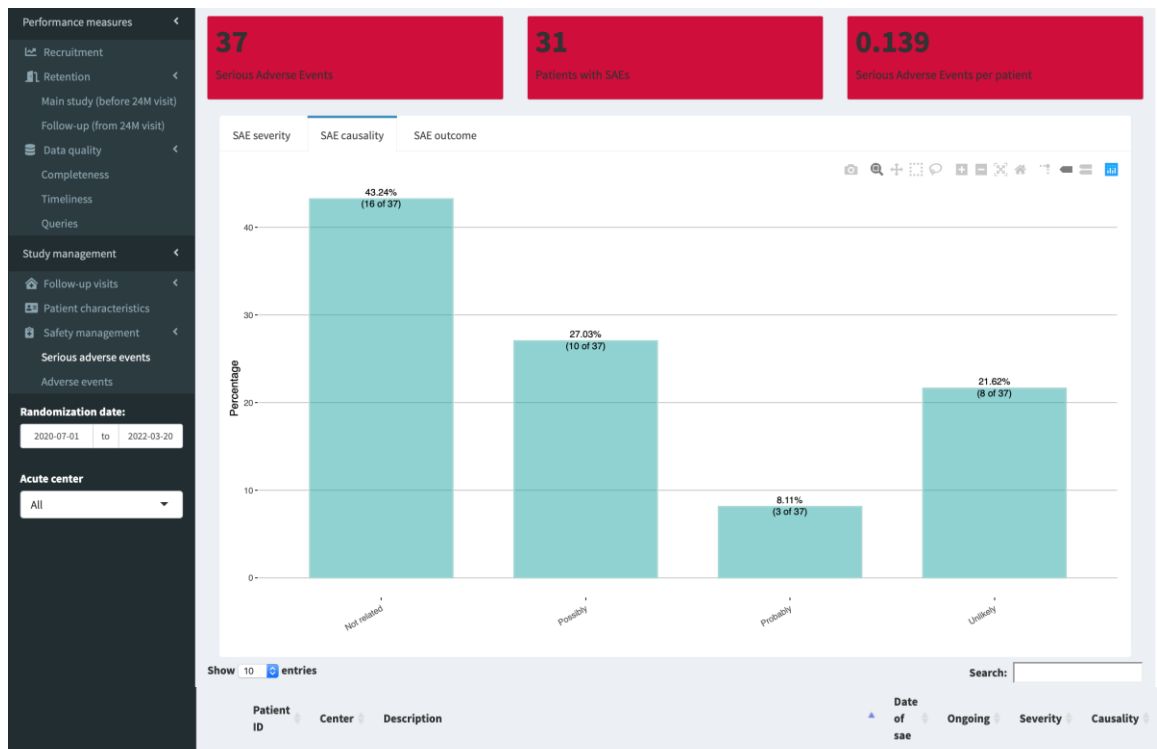 Performance measures
Recruitment
Retention
Main study (before 24M visit)
Follow-up (from 24M visit)
Data quality
Completeness
Timeliness
Queries
Study management
Follow-up visits
Patient characteristics
Safety management
Serious adverse events
Adverse events
Randomization date:
2020-07-01 to 2022-03-20
Acute center
All
37
Serious Adverse Events
31
Patients with SAEs
0.139
Serious Adverse Events per patient
SAE severity SAE causality SAE outcome
Percentage
40
30
20
10
0
43.24%
(16 of 37)
27.03%
(10 of 37)
8.11%
(3 of 37)
21.62%
(8 of 37)
Not related
Possibly
Probably
Unlikely
Show 10 entries
Search:
Patient ID
Center
Description
Date of sae
Ongoing
Severity
Causality